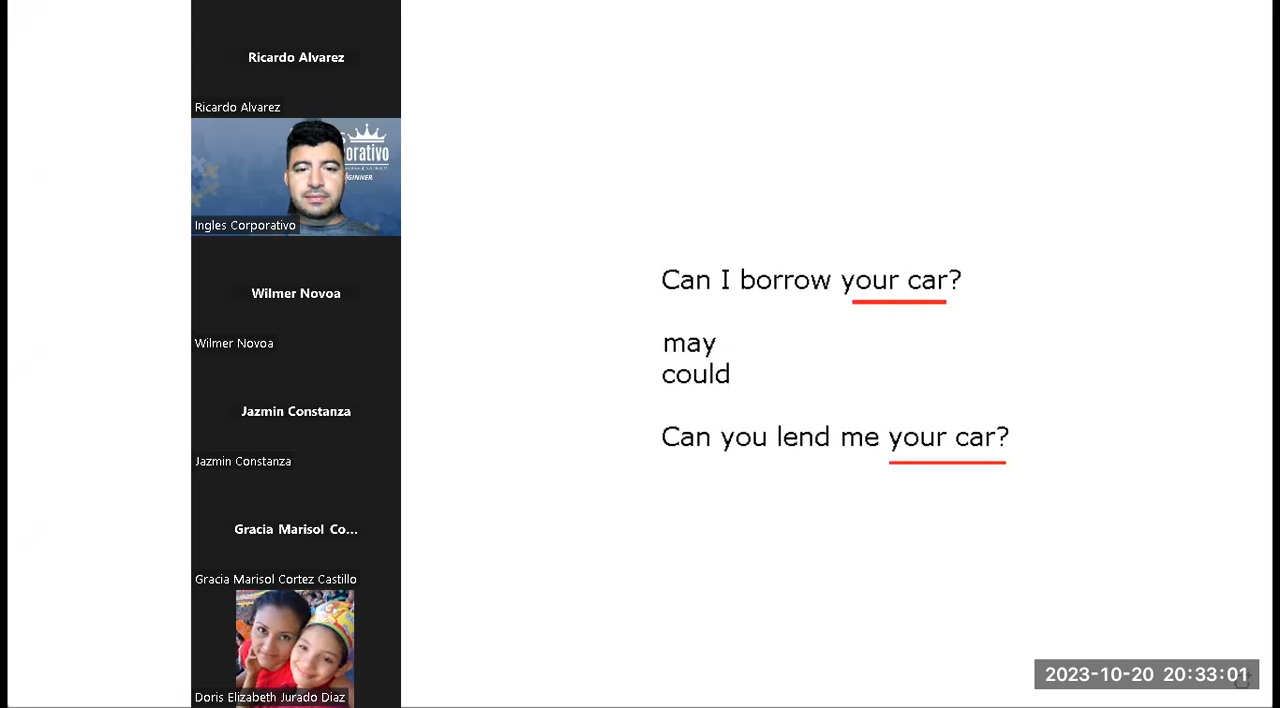 Ricardo Alvarez
Ricardo Alvarez
orativo
GINNER
Ingles Corporativo
Wilmer Novoa
Wilmer Novoa
Jazmin Constanza
Jazmin Constanza
Gracia Marisol Co...
Gracia Marisol Cortez Castillo
Doris Elizabeth Jurado Diaz
Can I borrow your car?
may
could
Can you lend me your car?
2023-10-20 20:33:01